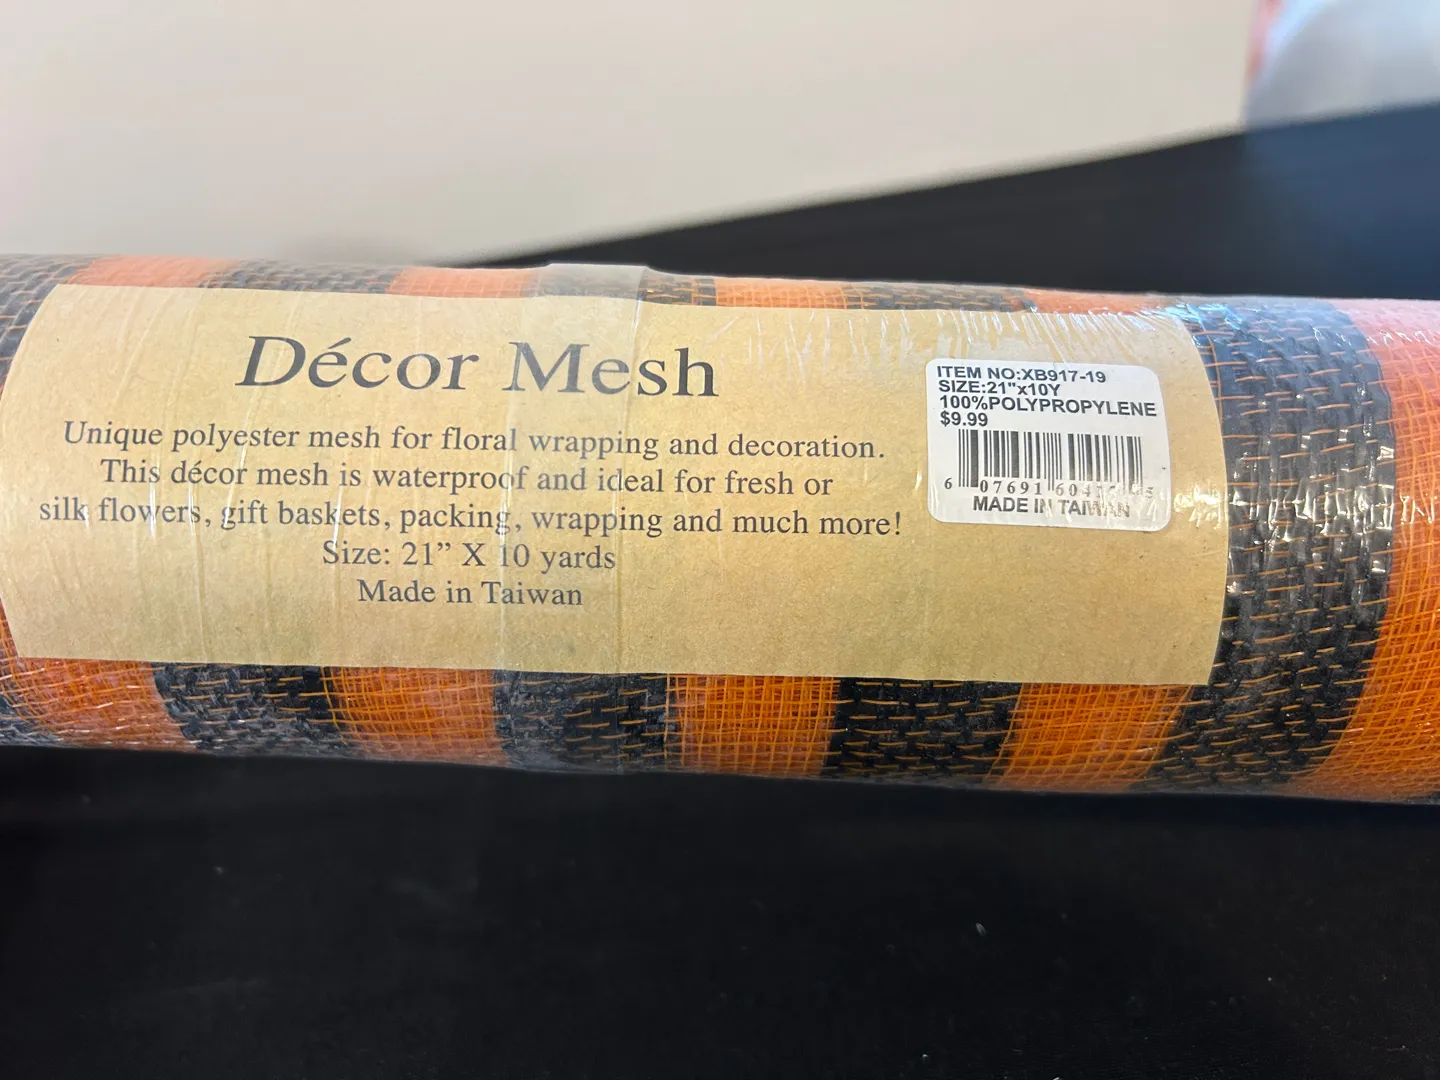 Décor Mesh
Unique polyester mesh for floral wrapping and decoration.
This décor mesh is waterproof and ideal for fresh or
silk flowers, gift baskets, packing, wrapping and much more!
Size: 21” X 10 yards
Made in Taiwan
ITEM NO:XB917-19
SIZE:21"x10Y
100%POLYPROPYLENE
$9.99
6 07691
MADE IN TAIWAN